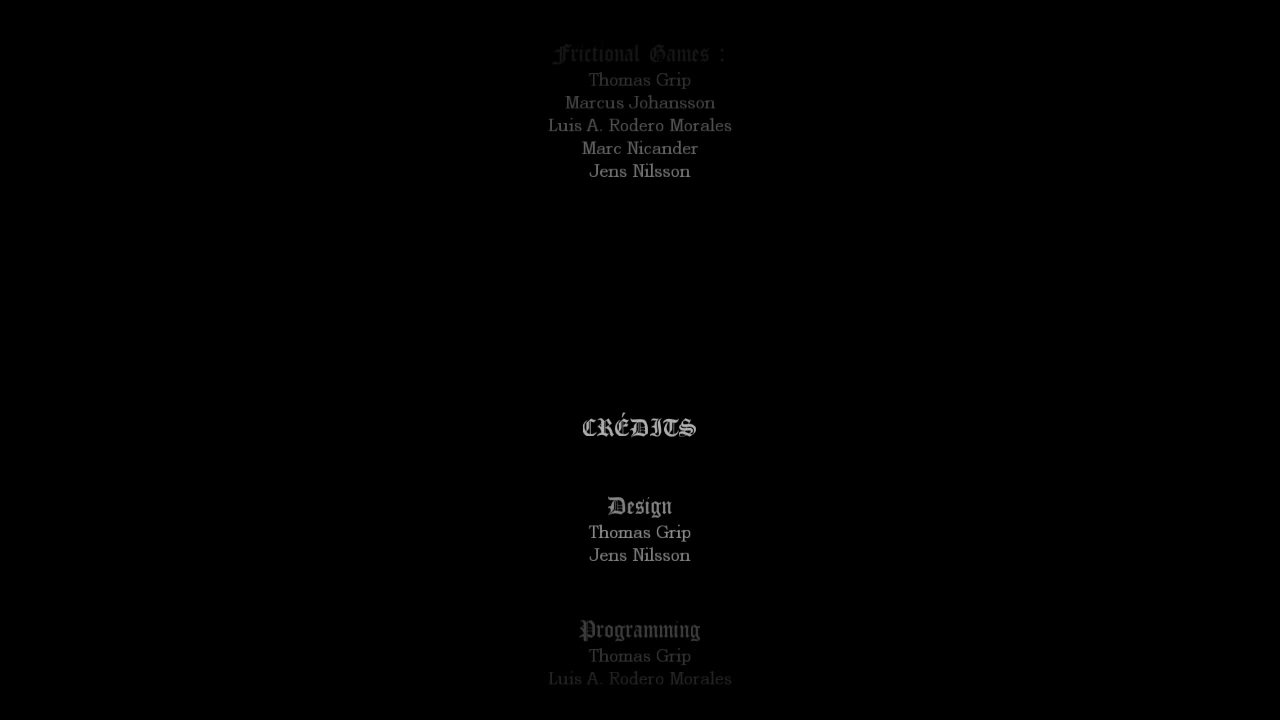 Frictional Games :
Thomas Grip
Marcus Johansson
Luis A. Rodero Morales
Marc Nicander
Jens Nilsson
CRÉDITS
Design
Thomas Grip
Jens Nilsson
Programming
Thomas Grip
Luis A. Rodero Morales